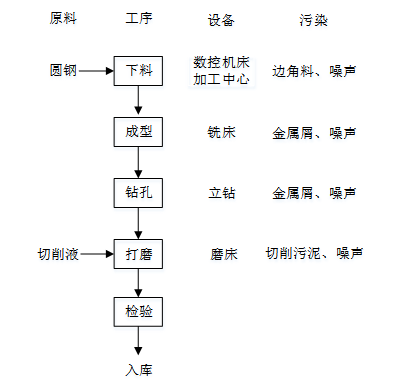 原料 工序 设备 污染
圆钢 下料 数控机床 加工中心 边角料、噪声
成型 铣床 金属屑、噪声
钻孔 立钻 金属屑、噪声
切削液 打磨 磨床 切削污泥、噪声
检验
入库